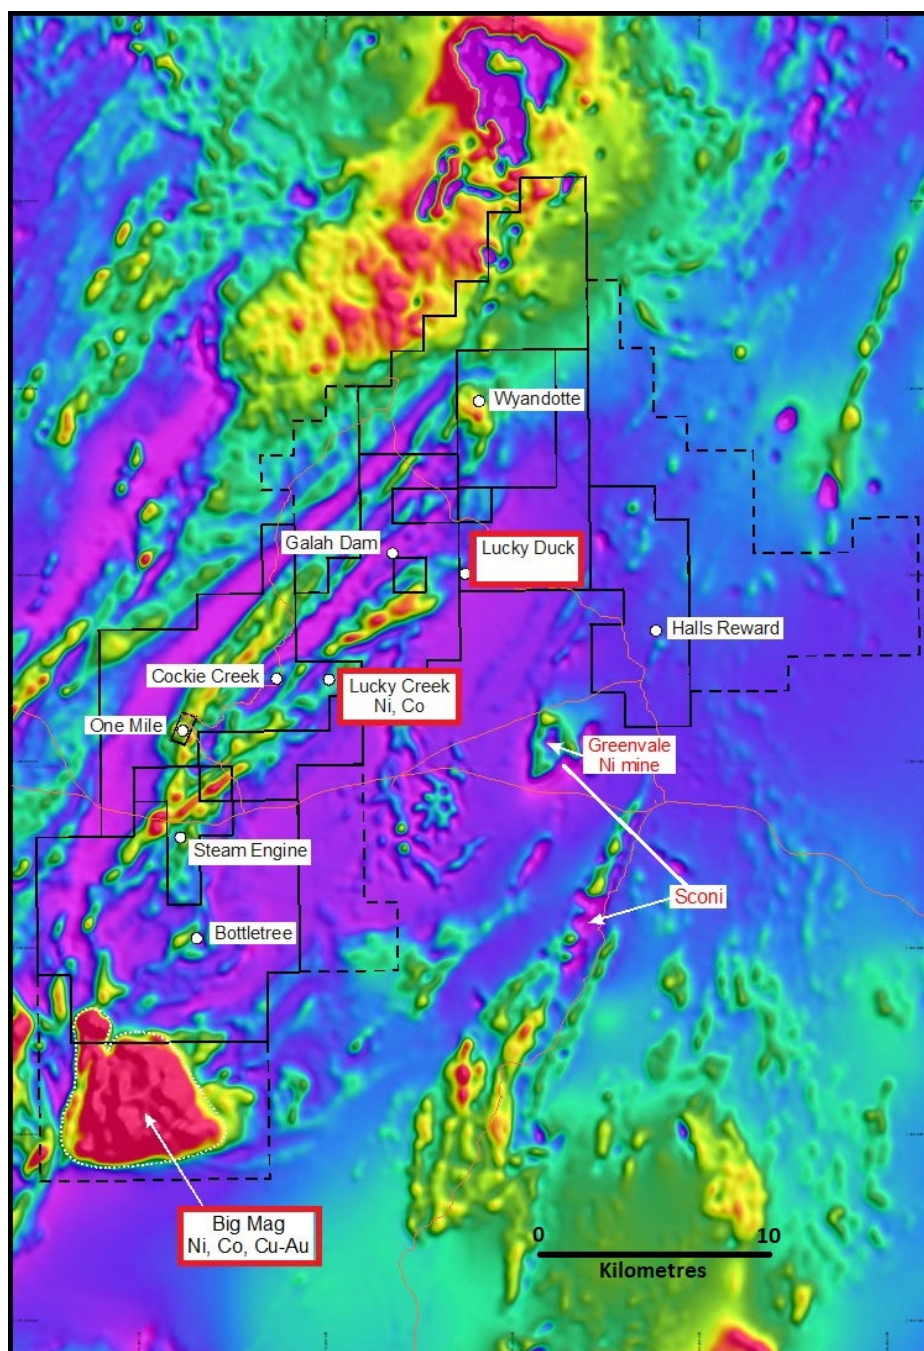 Wyandotte
Galah Dam
Lucky Duck
Halls Reward
Cockie Creek
Lucky Creek
Ni, Co
One Mile
Greenvale
Ni mine
Steam Engine
Sconi
Bottletree
Big Mag
Ni, Co, Cu-Au
0 10
Kilometres